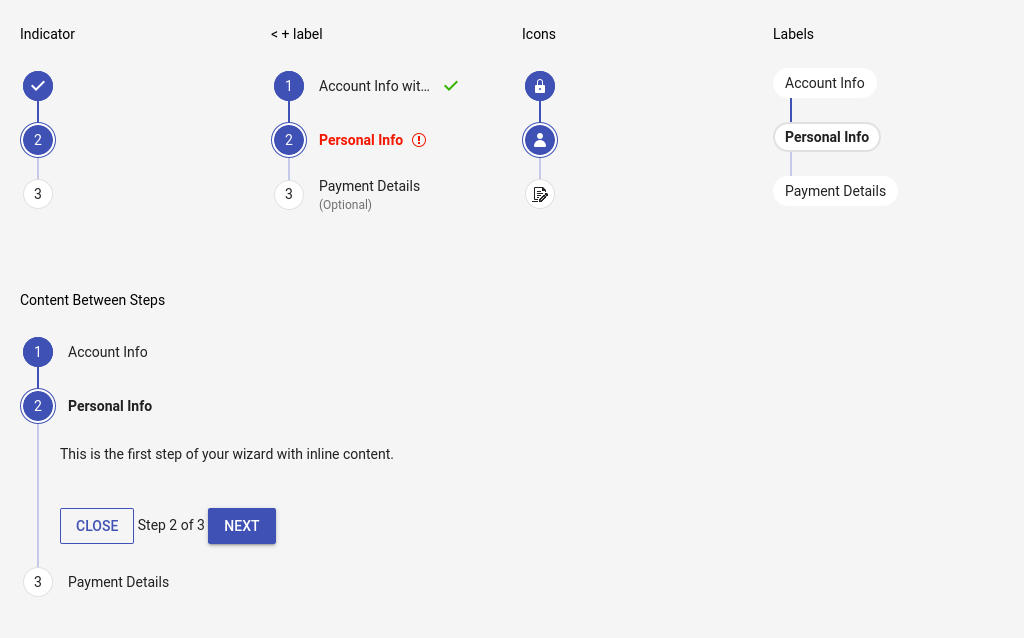 Indicator
< + label
Icons
Labels
1 Account Info wit...
Account Info
2
2 Personal Info
Personal Info
3
3 Payment Details
(Optional)
Payment Details
Content Between Steps
1 Account Info
2 Personal Info
This is the first step of your wizard with inline content.
CLOSE Step 2 of 3 NEXT
3 Payment Details